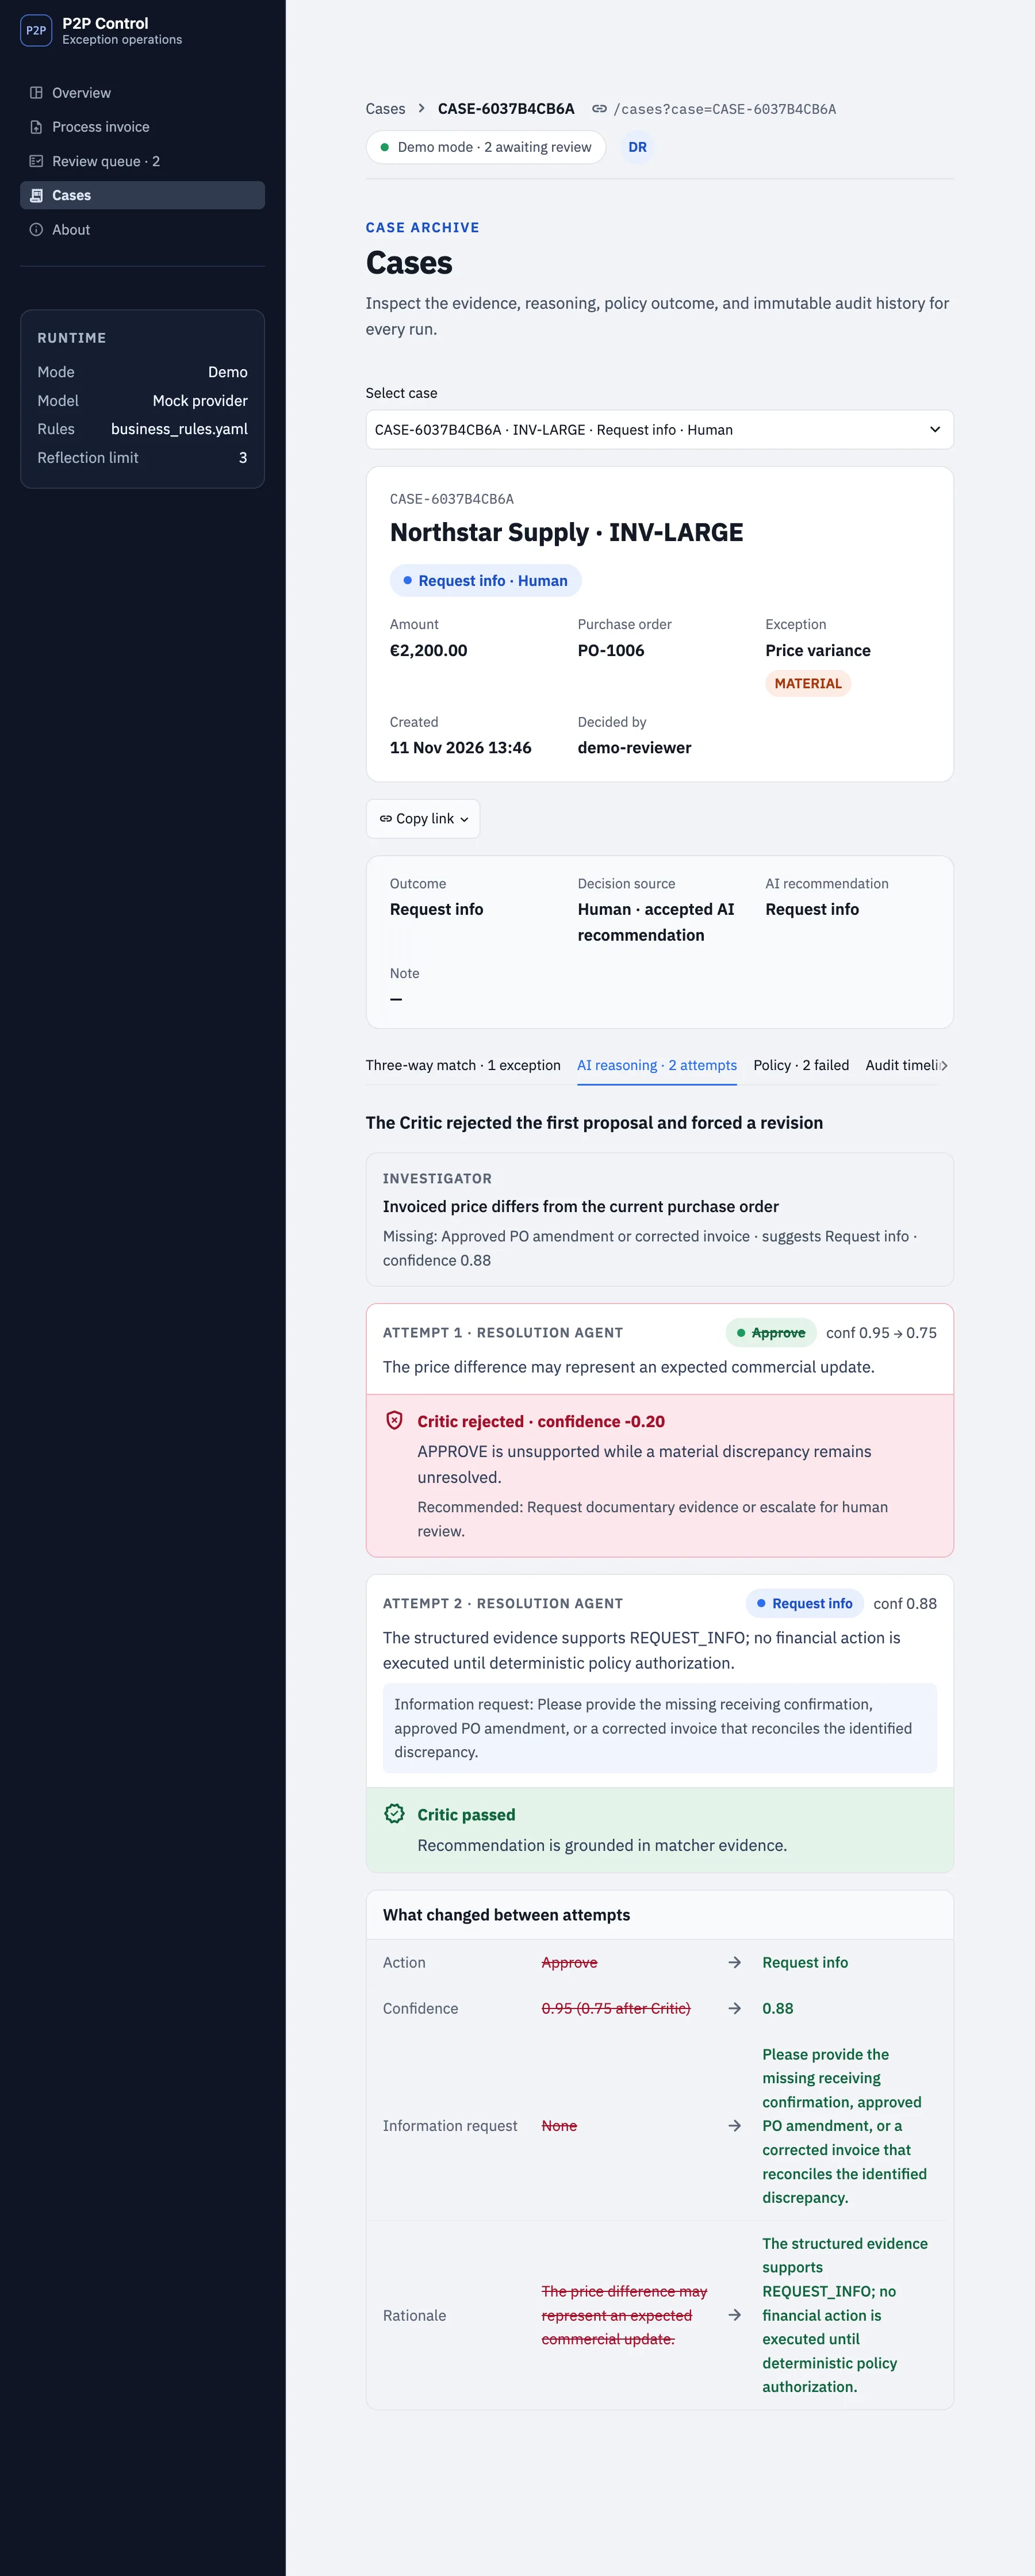 P2P
P2P Control
Exception operations
Overview
Process invoice
Review queue · 2
Cases
About
RUNTIME
Mode Demo
Model Mock provider
Rules business_rules.yaml
Reflection limit 3
Cases > CASE-6037B4CB6A /cases?case=CASE-6037B4CB6A
Demo mode · 2 awaiting review DR
CASE ARCHIVE
Cases
Inspect the evidence, reasoning, policy outcome, and immutable audit history for
every run.
Select case
CASE-6037B4CB6A · INV-LARGE · Request info · Human
CASE-6037B4CB6A
Northstar Supply · INV-LARGE
Request info · Human
Amount Purchase order Exception
€2,200.00 PO-1006 Price variance
MATERIAL
Created Decided by
11 Nov 2026 13:46 demo-reviewer
Copy link
Outcome Decision source AI recommendation
Request info Human · accepted AI Request info
recommendation
Note
—
Three-way match · 1 exception AI reasoning · 2 attempts Policy · 2 failed Audit timeli
The Critic rejected the first proposal and forced a revision
INVESTIGATOR
Invoiced price differs from the current purchase order
Missing: Approved PO amendment or corrected invoice · suggests Request info ·
confidence 0.88
ATTEMPT 1 · RESOLUTION AGENT Approve conf 0.95 → 0.75
The price difference may represent an expected commercial update.
Critic rejected · confidence -0.20
APPROVE is unsupported while a material discrepancy remains
unresolved.
Recommended: Request documentary evidence or escalate for human
review.
ATTEMPT 2 · RESOLUTION AGENT Request info conf 0.88
The structured evidence supports REQUEST_INFO; no financial action is
executed until deterministic policy authorization.
Information request: Please provide the missing receiving confirmation,
approved PO amendment, or a corrected invoice that reconciles the identified
discrepancy.
Critic passed
Recommendation is grounded in matcher evidence.
What changed between attempts
Action Approve → Request info
Confidence 0.95 (0.75 after Critic) → 0.88
Information request None → Please provide the
missing receiving
confirmation, approved
PO amendment, or a
corrected invoice that
reconciles the identified
discrepancy.
Rationale The price difference may
represent an expected
commercial update. → The structured evidence
supports
REQUEST_INFO; no
financial action is
executed until
deterministic policy
authorization.